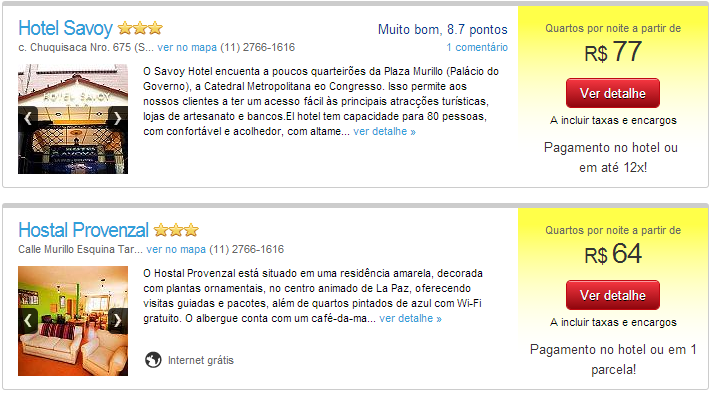 Hotel Savoy
Muito bom, 8.7 pontos
c. Chuquisaca Nro. 675 (S... ver no mapa (11) 2766-1616
1 comentário
HOTEL SAVOY
O Savoy Hotel encuenta a poucos quarteirões da Plaza Murillo (Palácio do
Governo), a Catedral Metropolitana eo Congresso. Isso permite aos
nossos clientes a ter um acesso fácil às principais atracções turísticas,
lojas de artesanato e bancos.El hotel tem capacidade para 80 pessoas,
com confortável e acolhedor, com altame... ver detalhe »
Quartos por noite a partir de
R$ 77
Ver detalhe
A incluir taxas e encargos
Pagamento no hotel ou
em até 12x!
Hostal Provenzal
Calle Murillo Esquina Tar... ver no mapa (11) 2766-1616
O Hostal Provenzal está situado em uma residência amarela, decorada
com plantas ornamentais, no centro animado de La Paz, oferecendo
visitas guiadas e pacotes, além de quartos pintados de azul com Wi-Fi
gratuito. O albergue conta com um café-da-ma... ver detalhe »
Internet grátis
Quartos por noite a partir de
R$ 64
Ver detalhe
A incluir taxas e encargos
Pagamento no hotel ou em 1
parcela!